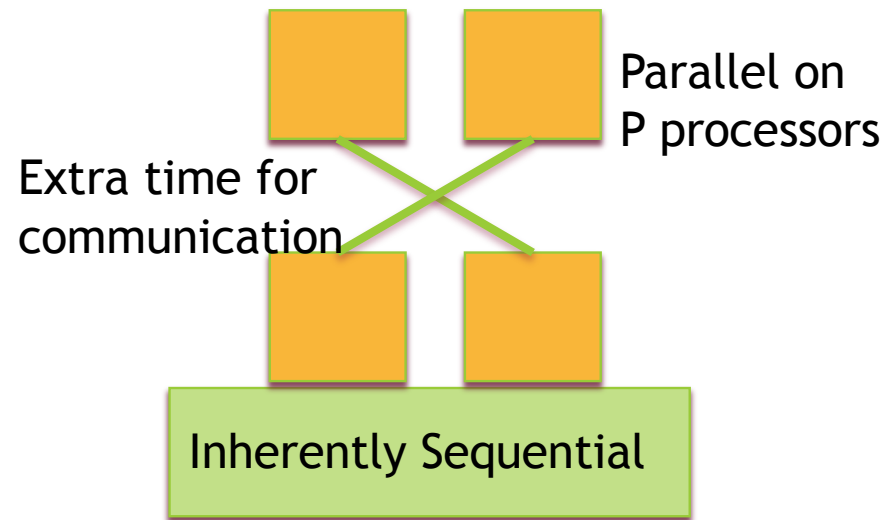 Parallel on
P processors
Extra time for
communication
Inherently Sequential